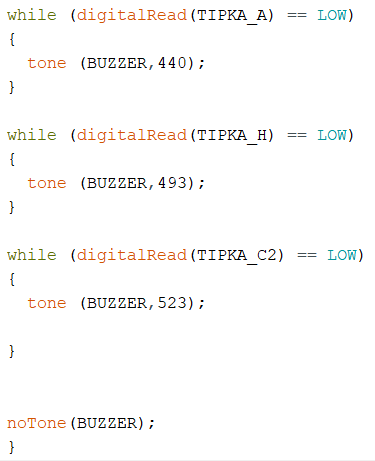 while (digitalRead(TIPKA_A) == LOW)
{
  tone (BUZZER,440);
}

while (digitalRead(TIPKA_H) == LOW)
{
  tone (BUZZER,493);
}

while (digitalRead(TIPKA_C2) == LOW)
{
  tone (BUZZER,523);

}


noTone(BUZZER);
}